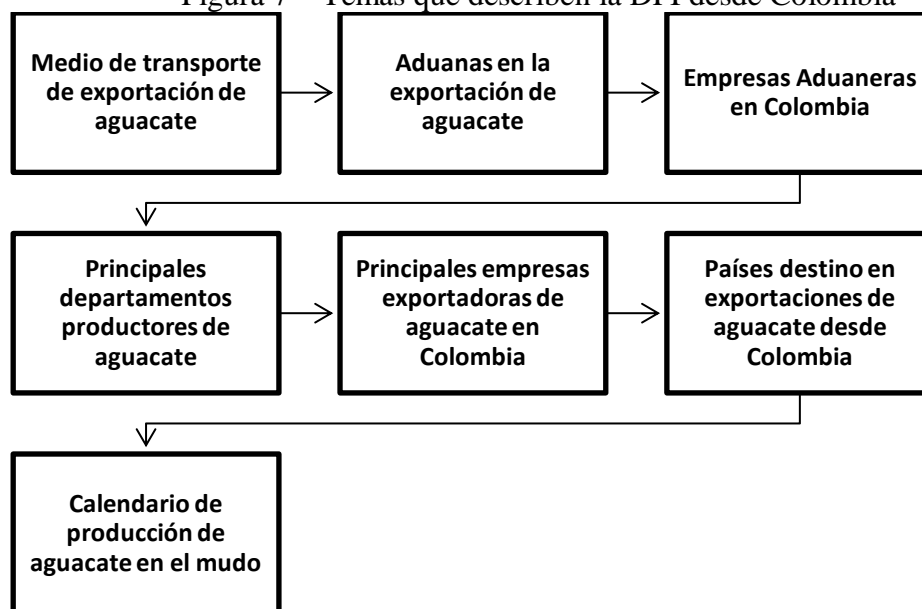 Figura 7 – Temas que describen la DFI desde Colombia
Medio de transporte
de exportación de
aguacate
Aduanas en la
exportación de
aguacate
Empresas Aduaneras
en Colombia
Principales
departamentos
productores de
aguacate
Principales empresas
exportadoras de
aguacate en
Colombia
Países destino en
exportaciones de
aguacate desde
Colombia
Calendario de
producción de
aguacate en el mudo